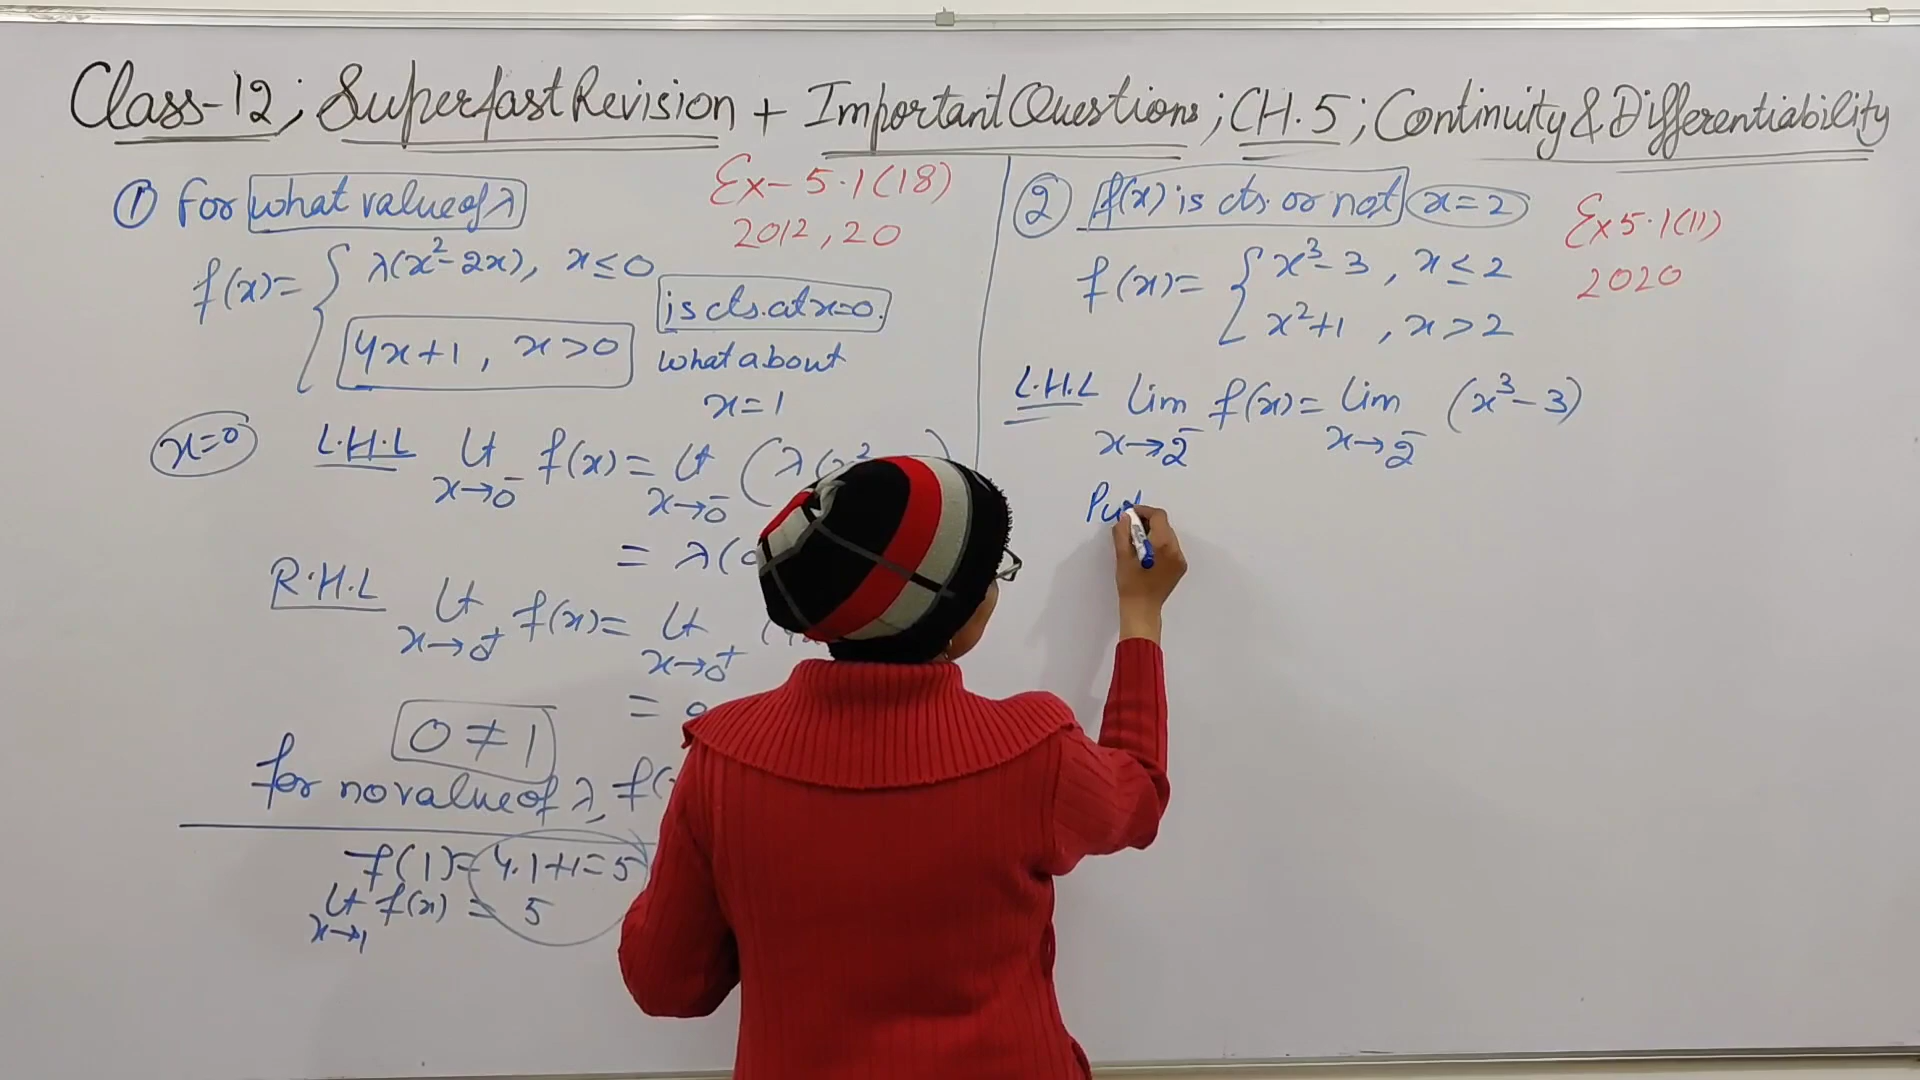 Class-12; Superfast Revision + Important Questions; CH.5; Continuity & Differentiability
① For what value of λ
Ex-5.1(18)
2012, 20
f(x)= { λ(x²-2x), x≤0
4x+1, x>0
is cts. at x=0.
what about
x=1
x=0 L.H.L Lt x→0⁻ f(x)= Lt x→0⁻ (λ(
= λ(0
R.H.L Lt x→0⁺ f(x)= Lt x→0⁺ (
= 0
0≠1
for no value of λ, f(
f(1)= 4.1+1=5
Lt x→1 f(x) = 5
② f(x) is cts. or not x=2
Ex 5.1(11)
2020
f(x)= { x³-3, x≤2
x²+1, x>2
L.H.L Lim x→2⁻ f(x)= Lim x→2⁻ (x³-3)
Put